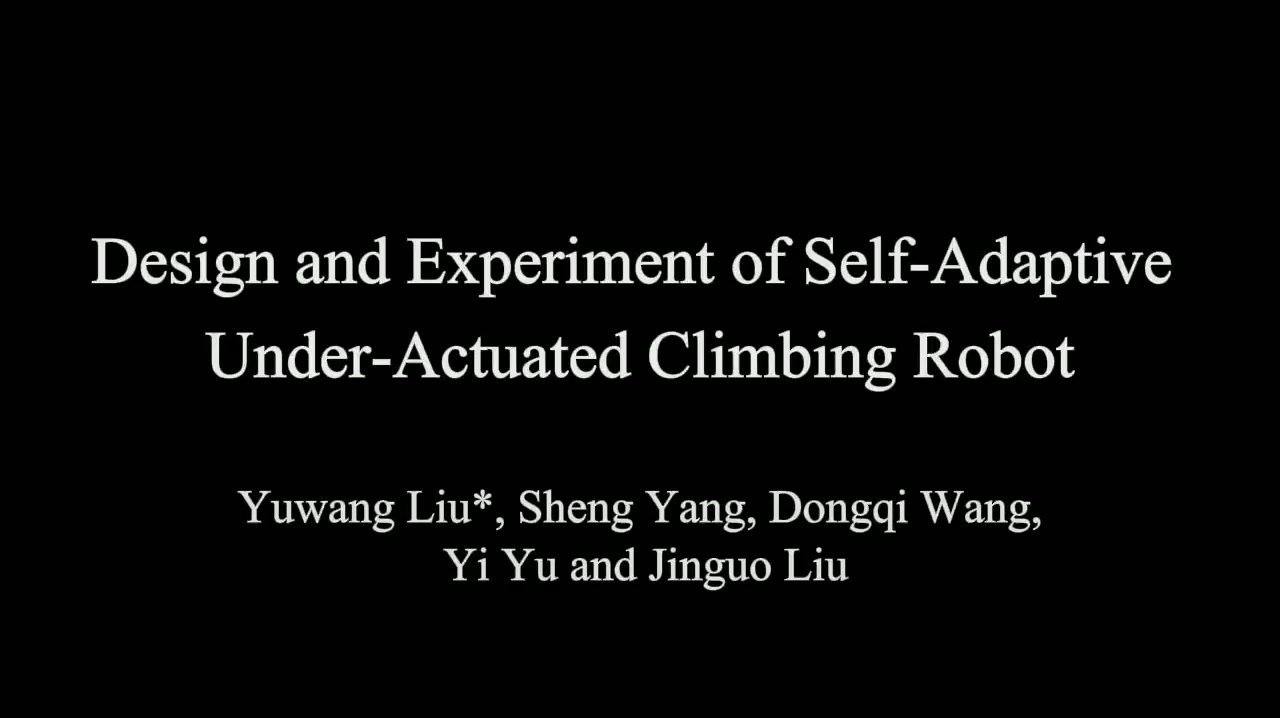 Design and Experiment of Self-Adaptive
Under-Actuated Climbing Robot
Yuwang Liu*, Sheng Yang, Dongqi Wang,
Yi Yu and Jinguo Liu